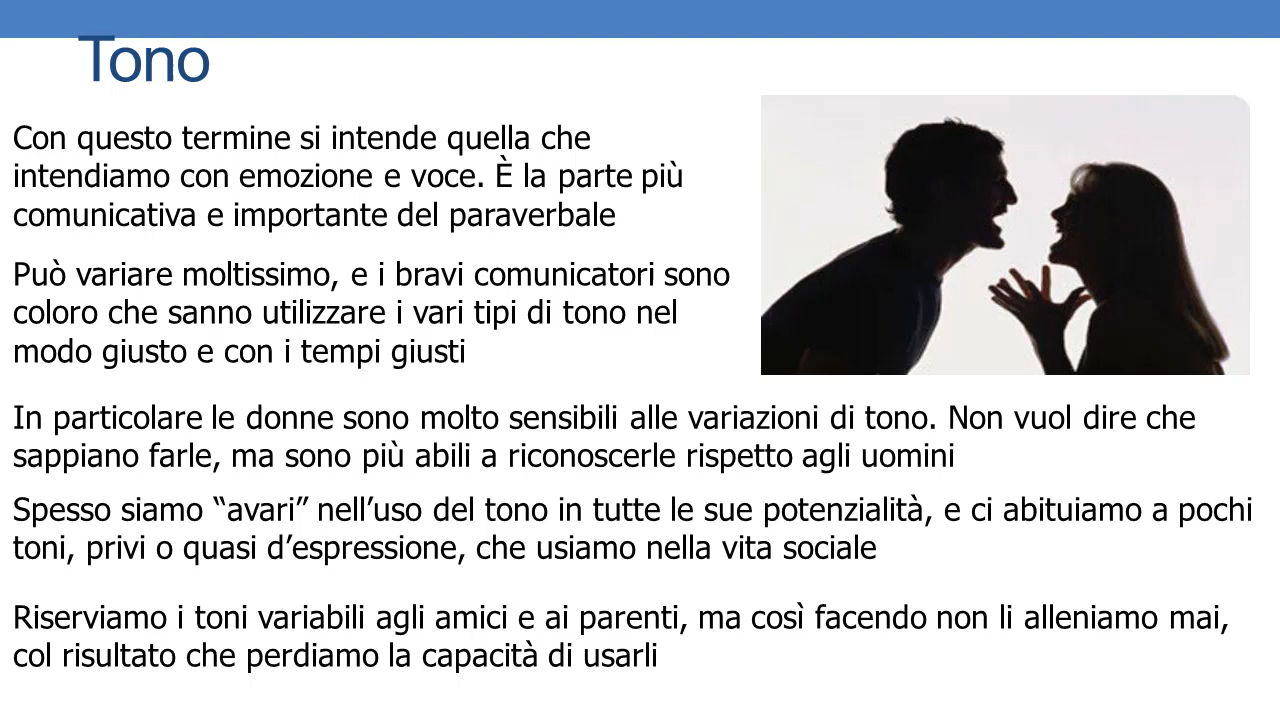 Tono
Con questo termine si intende quella che
intendiamo con emozione e voce. È la parte più
comunicativa e importante del paraverbale
Può variare moltissimo, e i bravi comunicatori sono
coloro che sanno utilizzare i vari tipi di tono nel
modo giusto e con i tempi giusti
In particolare le donne sono molto sensibili alle variazioni di tono. Non vuol dire che
sappiano farle, ma sono più abili a riconoscerle rispetto agli uomini
Spesso siamo “avari” nell’uso del tono in tutte le sue potenzialità, e ci abituiamo a pochi
toni, privi o quasi d’espressione, che usiamo nella vita sociale
Riserviamo i toni variabili agli amici e ai parenti, ma così facendo non li alleniamo mai,
col risultato che perdiamo la capacità di usarli